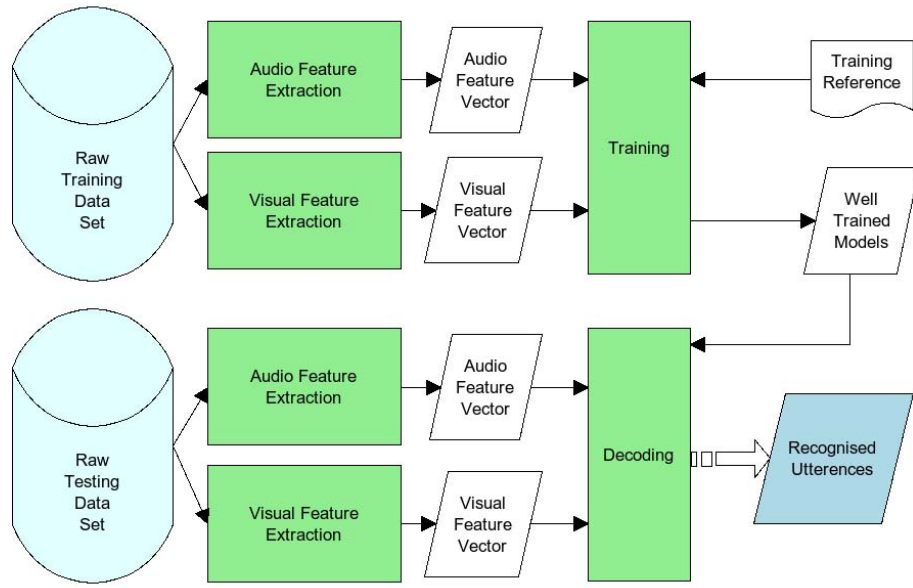 Raw
Training
Data
Set
Audio Feature
Extraction
Visual Feature
Extraction
Audio
Feature
Vector
Visual
Feature
Vector
Training
Training
Reference
Well
Trained
Models
Raw
Testing
Data
Set
Audio Feature
Extraction
Visual Feature
Extraction
Audio
Feature
Vector
Visual
Feature
Vector
Decoding
Recognised
Utterences